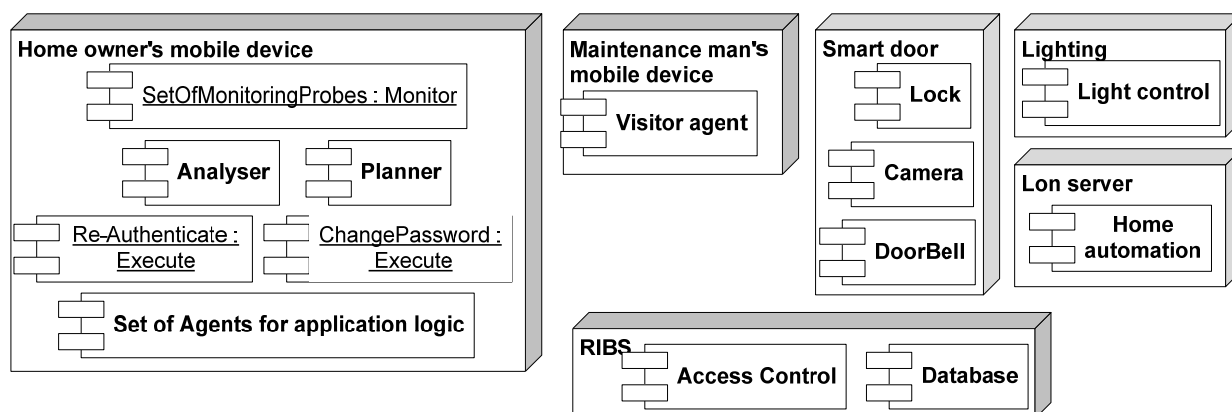 Home owner's mobile device
SetOfMonitoringProbes : Monitor
Analyser
Planner
Re-Authenticate :
Execute
ChangePassword :
Execute
Set of Agents for application logic
Maintenance man's
mobile device
Visitor agent
Smart door
Lock
Camera
DoorBell
Lighting
Light control
Lon server
Home
automation
RIBS
Access Control
Database